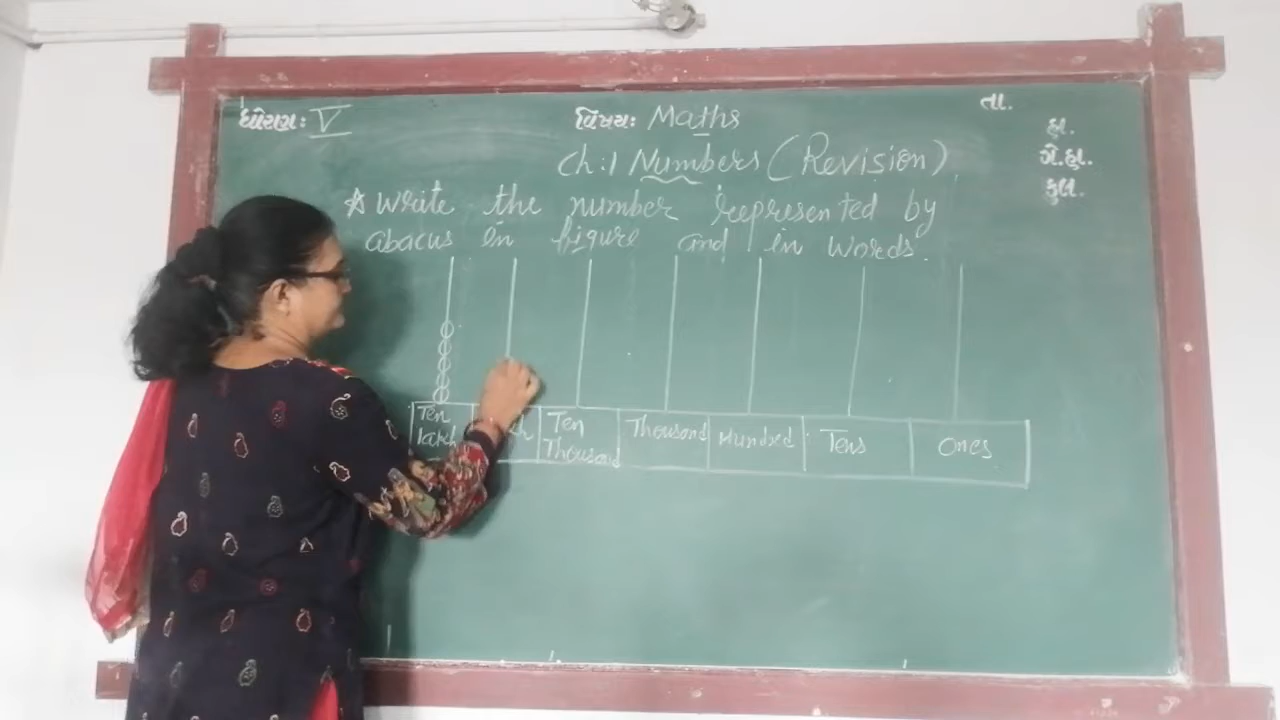 ધોરણ: V
વિષય: Maths
તા.
હા.
ગે.હા.
કુલ.
Ch:1 Numbers (Revision)
☆ Write the number represented by
abacus in figure and in words.
Ten Lakh
Ten Thousand
Thousand
Hundred
Tens
Ones